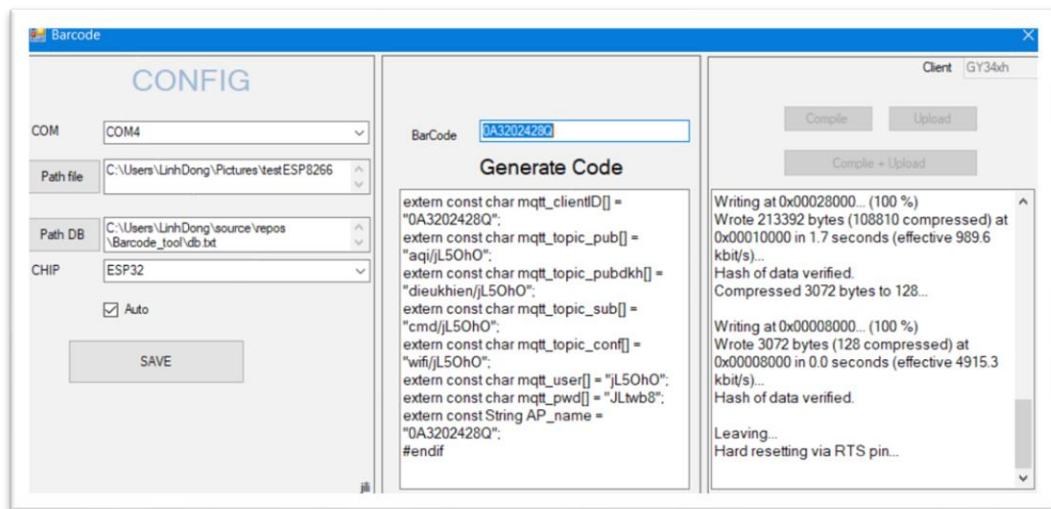 Barcode
CONFIG
COM
COM4
Path file
C:\Users\LinhDong\Pictures\testESP8266
Path DB
C:\Users\LinhDong\source\repos
\Barcode_tool\db.txt
CHIP
ESP32
Auto
SAVE
BarCode
0A3202428Q
Generate Code
extern const char mqtt_clientID[] =
"0A3202428Q";
extern const char mqtt_topic_pub[] =
"aqi/jL5OhO";
extern const char mqtt_topic_pubdkh[] =
"dieukhien/jL5OhO";
extern const char mqtt_topic_sub[] =
"cmd/jL5OhO";
extern const char mqtt_topic_conf[] =
"wifi/jL5OhO";
extern const char mqtt_user[] = "jL5OhO";
extern const char mqtt_pwd[] = "JLtwb8";
extern const String AP_name =
"0A3202428Q";
#endif
Client
GY34xh
Compile
Upload
Complie + Upload
Writing at 0x00028000... (100 %)
Wrote 213392 bytes (108810 compressed) at
0x00010000 in 1.7 seconds (effective 989.6
kbit/s)...
Hash of data verified.
Compressed 3072 bytes to 128...
Writing at 0x00008000... (100 %)
Wrote 3072 bytes (128 compressed) at
0x00008000 in 0.0 seconds (effective 4915.3
kbit/s)...
Hash of data verified.
Leaving...
Hard resetting via RTS pin...